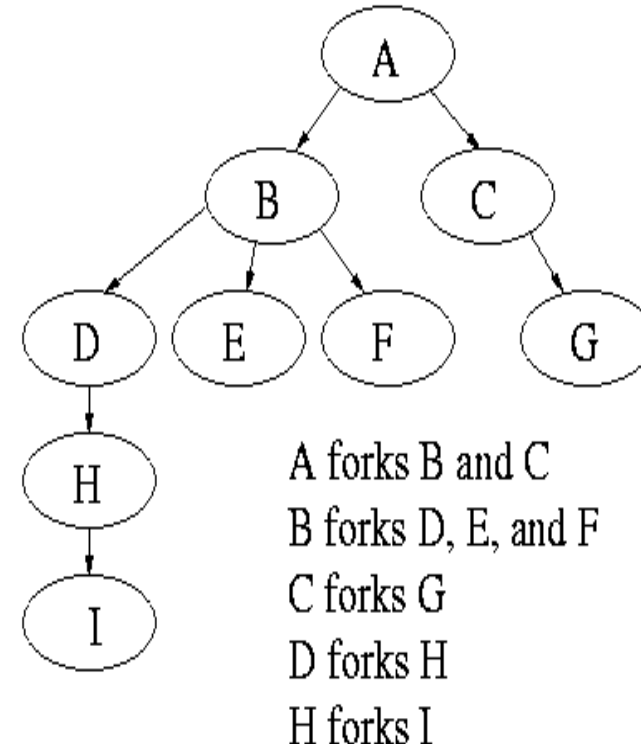 A
B
C
D
E
F
G
H
I
A forks B and C
B forks D, E, and F
C forks G
D forks H
H forks I